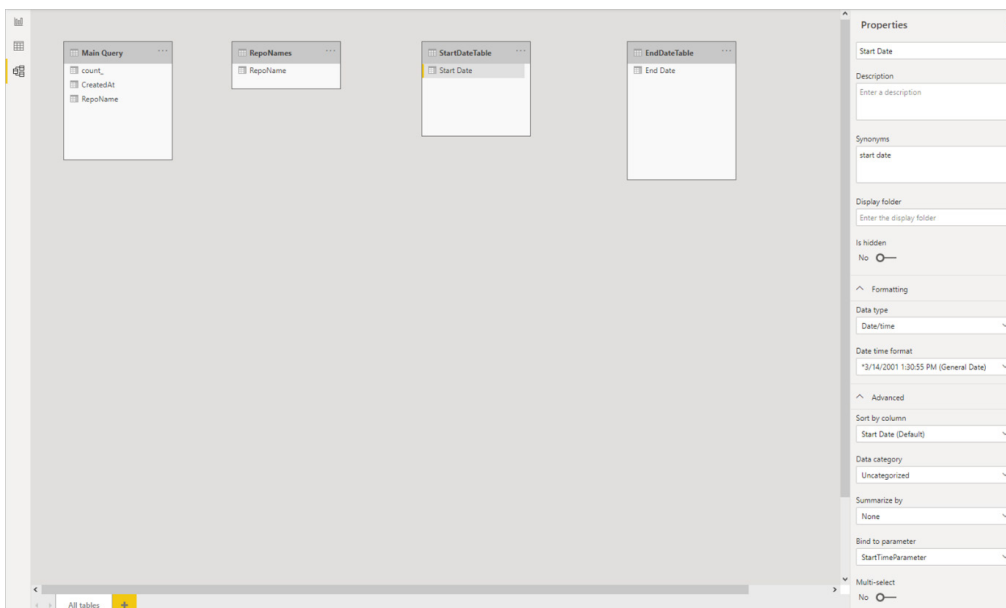 Main Query
count_
CreatedAt
RepoName
RepoNames
RepoName
StartDateTable
Start Date
EndDateTable
End Date
All tables
Properties
Start Date
Description
Enter a description
Synonyms
start date
Display folder
Enter the display folder
Is hidden
No
Formatting
Data type
Date/time
Date time format
*3/14/2001 1:30:55 PM (General Date)
Advanced
Sort by column
Start Date (Default)
Data category
Uncategorized
Summarize by
None
Bind to parameter
StartTimeParameter
Multi-select
No